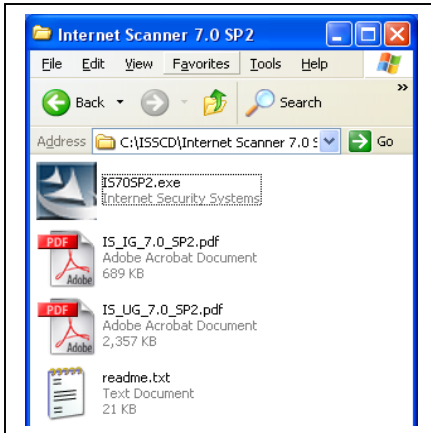 Internet Scanner 7.0 SP2
File Edit View Favorites Tools Help
Back Search »
Address C:\ISSCD\Internet Scanner 7.0 S Go
IS70SP2.exe
Internet Security Systems
PDF
Adobe
IS_IG_7.0_SP2.pdf
Adobe Acrobat Document
689 KB
PDF
Adobe
IS_UG_7.0_SP2.pdf
Adobe Acrobat Document
2,357 KB
readme.txt
Text Document
21 KB